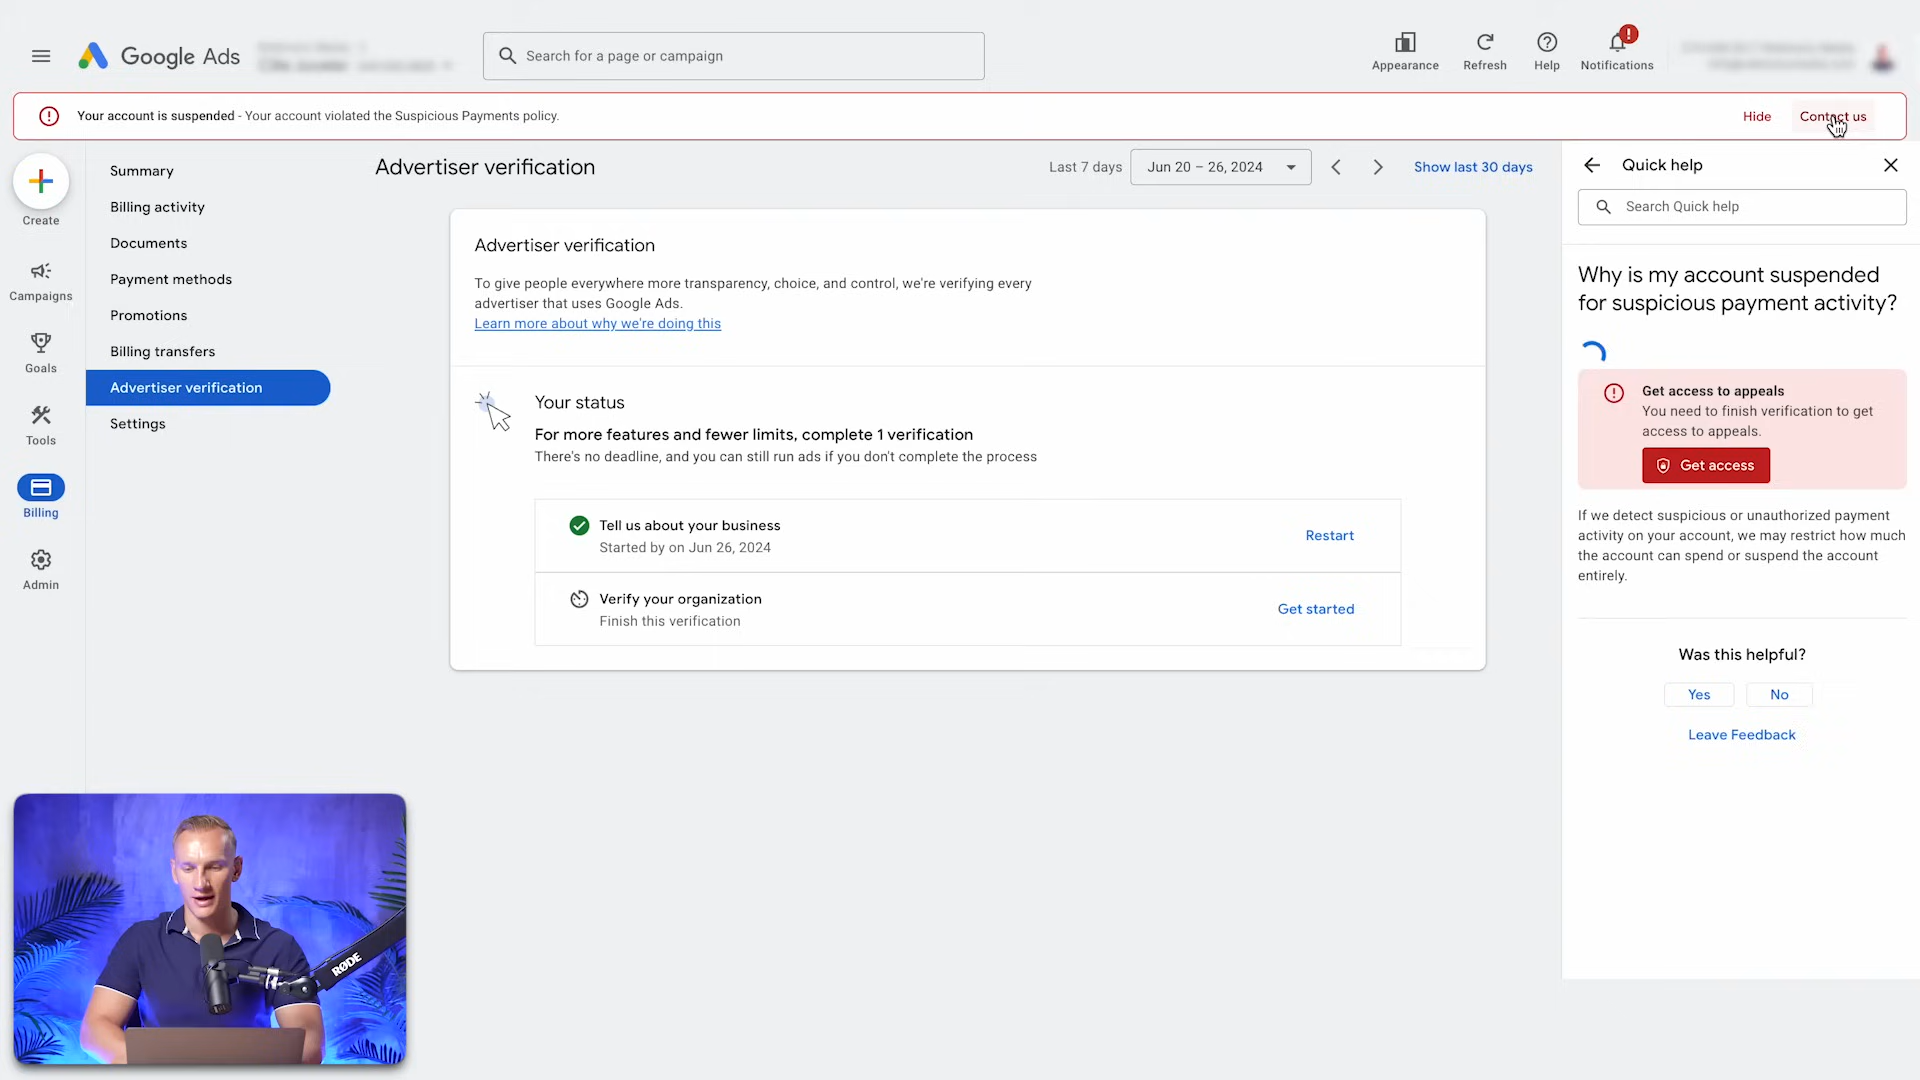 Google Ads
Search for a page or campaign
Appearance
Refresh
Help
!
Notifications
Your account is suspended - Your account violated the Suspicious Payments policy.
Hide
Contact us
Create
Campaigns
Goals
Tools
Billing
Admin
Summary
Billing activity
Documents
Payment methods
Promotions
Billing transfers
Advertiser verification
Settings
Advertiser verification
Last 7 days
Jun 20 – 26, 2024
Show last 30 days
Advertiser verification
To give people everywhere more transparency, choice, and control, we're verifying every
advertiser that uses Google Ads.
Learn more about why we're doing this
Your status
For more features and fewer limits, complete 1 verification
There's no deadline, and you can still run ads if you don't complete the process
Tell us about your business
Started by on Jun 26, 2024
Restart
Verify your organization
Finish this verification
Get started
Quick help
Search Quick help
Why is my account suspended
for suspicious payment activity?
Get access to appeals
You need to finish verification to get
access to appeals.
Get access
If we detect suspicious or unauthorized payment
activity on your account, we may restrict how much
the account can spend or suspend the account
entirely.
Was this helpful?
Yes
No
Leave Feedback
RØDE